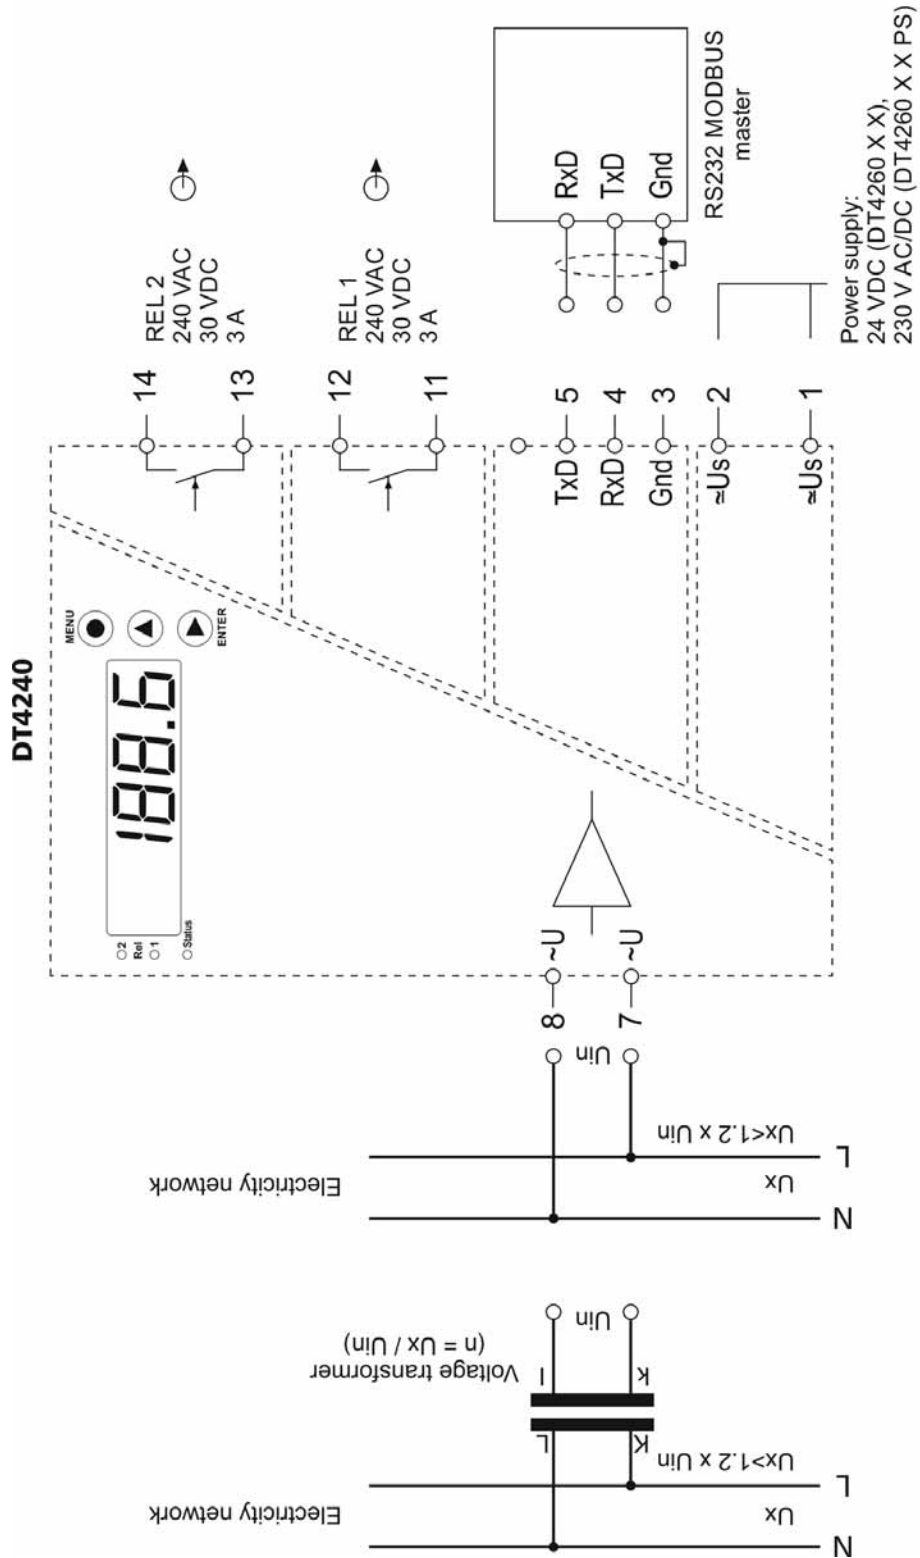 DT4240
MENU
ENTER
188.6
2
Rel
1
Status
14
13
REL 2
240 VAC
30 VDC
3 A
12
11
REL 1
240 VAC
30 VDC
3 A
TxD
5
RxD
4
Gnd
3
≃Us
2
≃Us
1
RxD
TxD
Gnd
RS232 MODBUS
master
Power supply:
24 VDC (DT4260 X X),
230 V AC/DC (DT4260 X X PS)
~U
8
~U
7
Uin
Electricity network
Ux<1.2 x Uin
L
Ux
N
Voltage transformer
(n = Ux / Uin)
Uin
l
K
L
K
Electricity network
Ux>1.2 x Uin
L
Ux
N